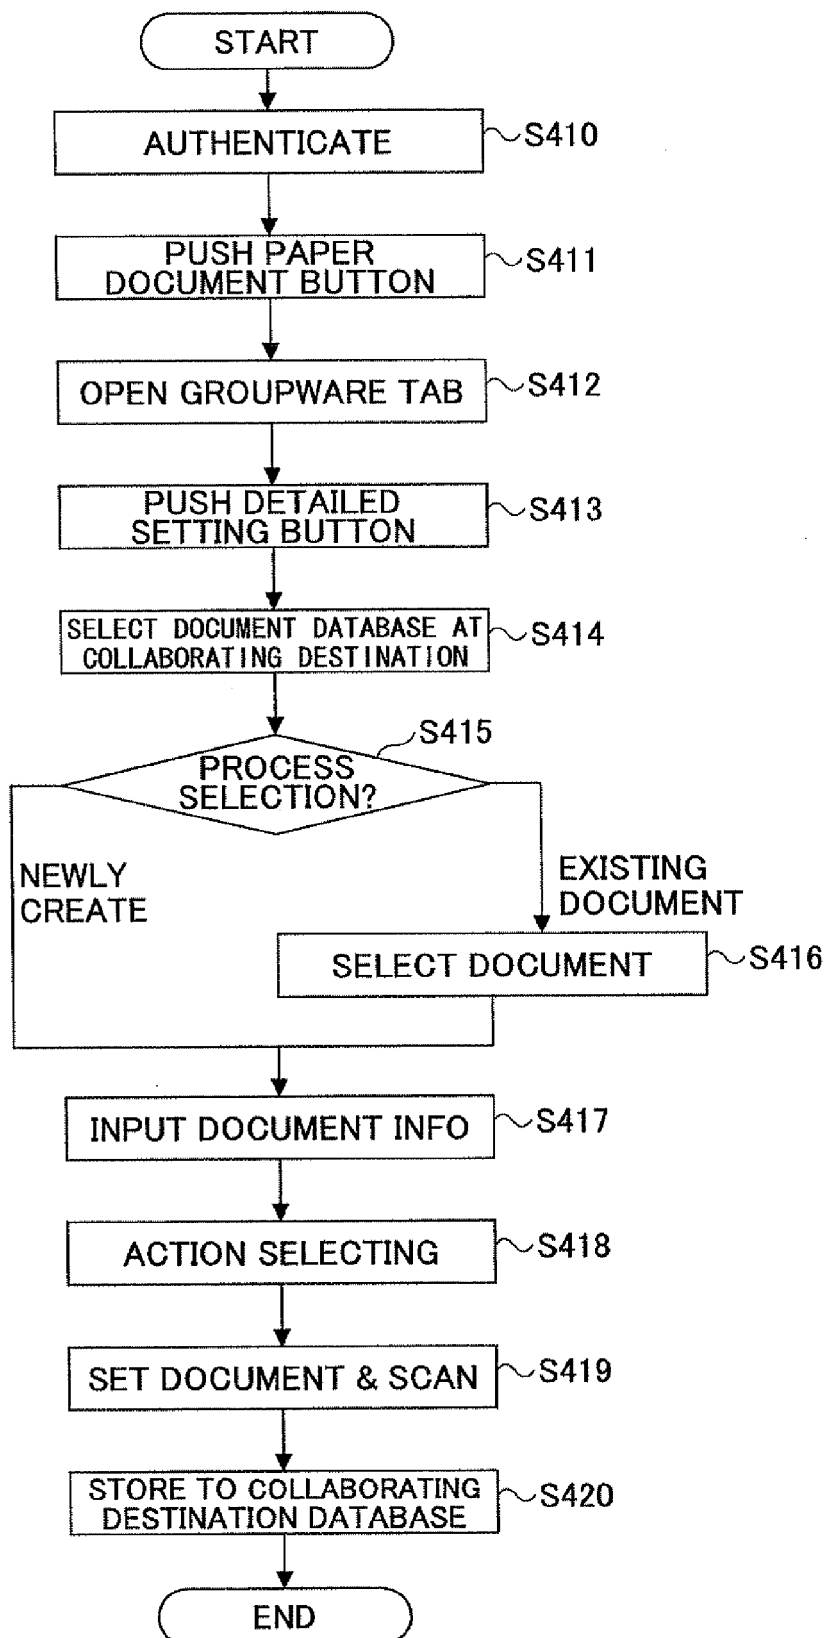 START
AUTHENTICATE
S410
PUSH PAPER
DOCUMENT BUTTON
S411
OPEN GROUPWARE TAB
S412
PUSH DETAILED
SETTING BUTTON
S413
SELECT DOCUMENT DATABASE AT
COLLABORATING DESTINATION
S414
S415
PROCESS
SELECTION?
NEWLY
CREATE
EXISTING
DOCUMENT
SELECT DOCUMENT
S416
INPUT DOCUMENT INFO
S417
ACTION SELECTING
S418
SET DOCUMENT & SCAN
S419
STORE TO COLLABORATING
DESTINATION DATABASE
S420
END